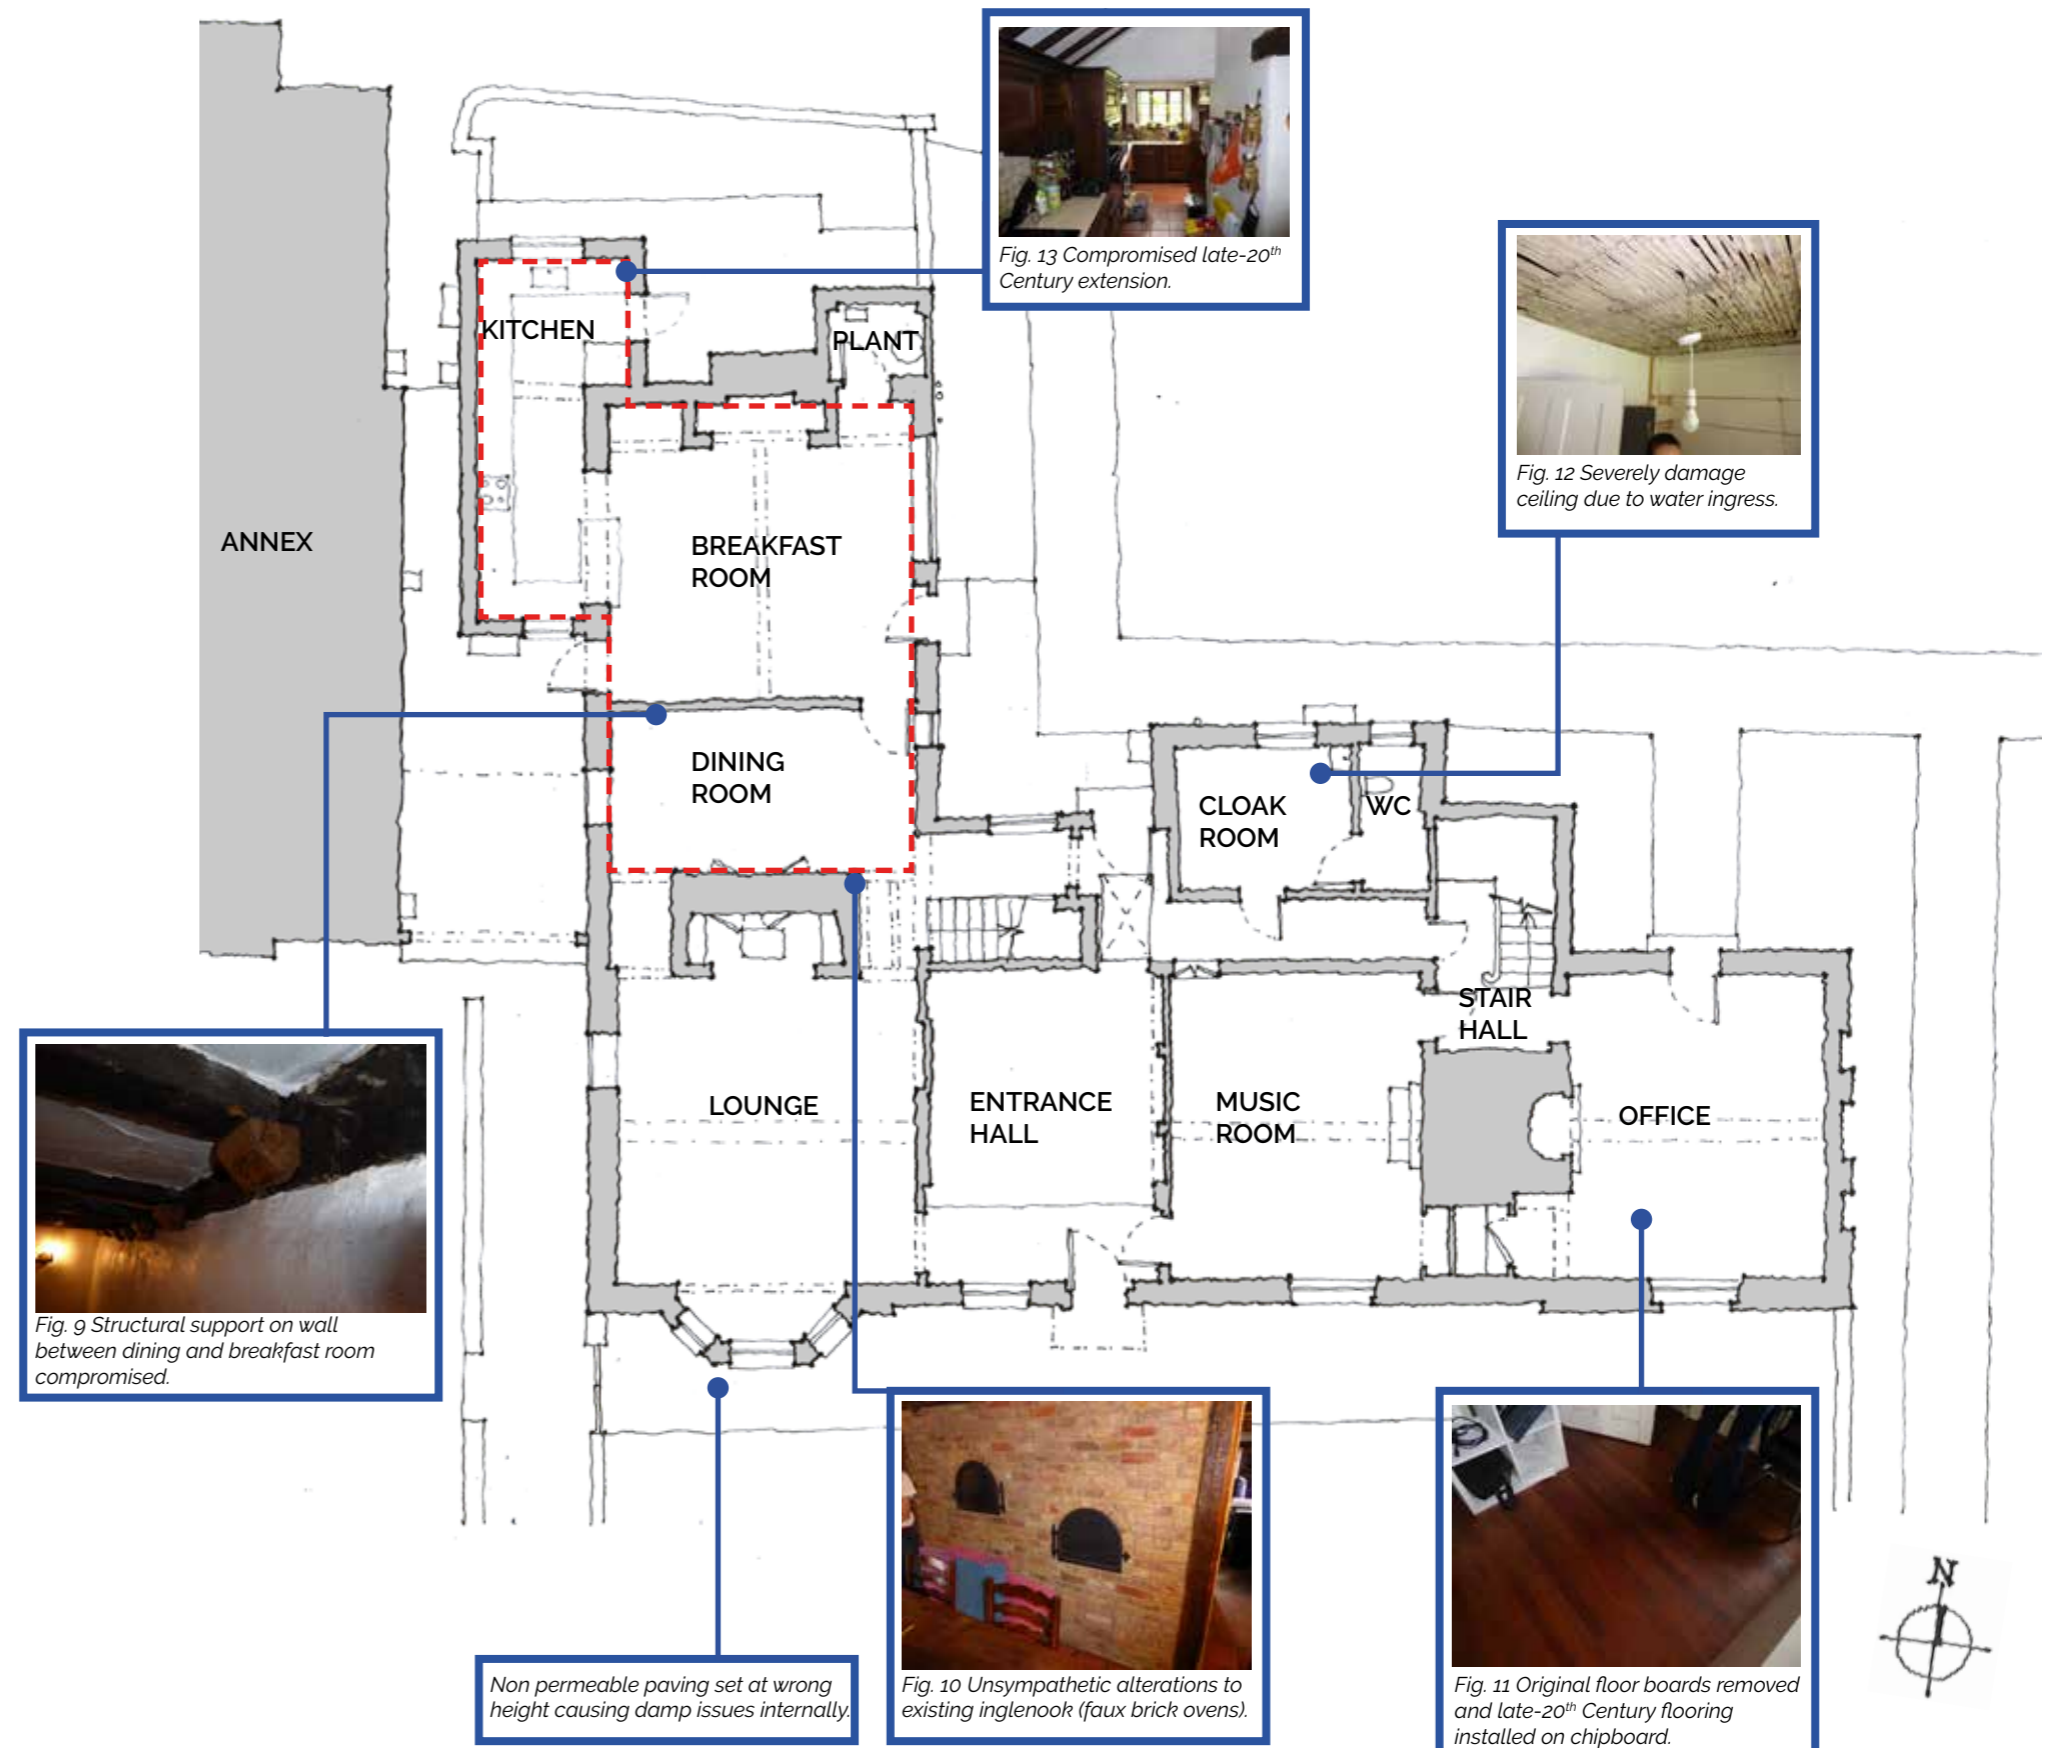 Fig. 13 Compromised late-20th
Century extension.
KITCHEN
PLANT
Fig. 12 Severely damage
ceiling due to water ingress.
ANNEX
BREAKFAST
ROOM
DINING
ROOM
CLOAK
ROOM
WC
STAIR
HALL
LOUNGE
ENTRANCE
HALL
MUSIC
ROOM
OFFICE
Fig. 9 Structural support on wall
between dining and breakfast room
compromised.
N
Non permeable paving set at wrong
height causing damp issues internally.
Fig. 10 Unsympathetic alterations to
existing inglenook (faux brick ovens).
Fig. 11 Original floor boards removed
and late-20th Century flooring
installed on chipboard.